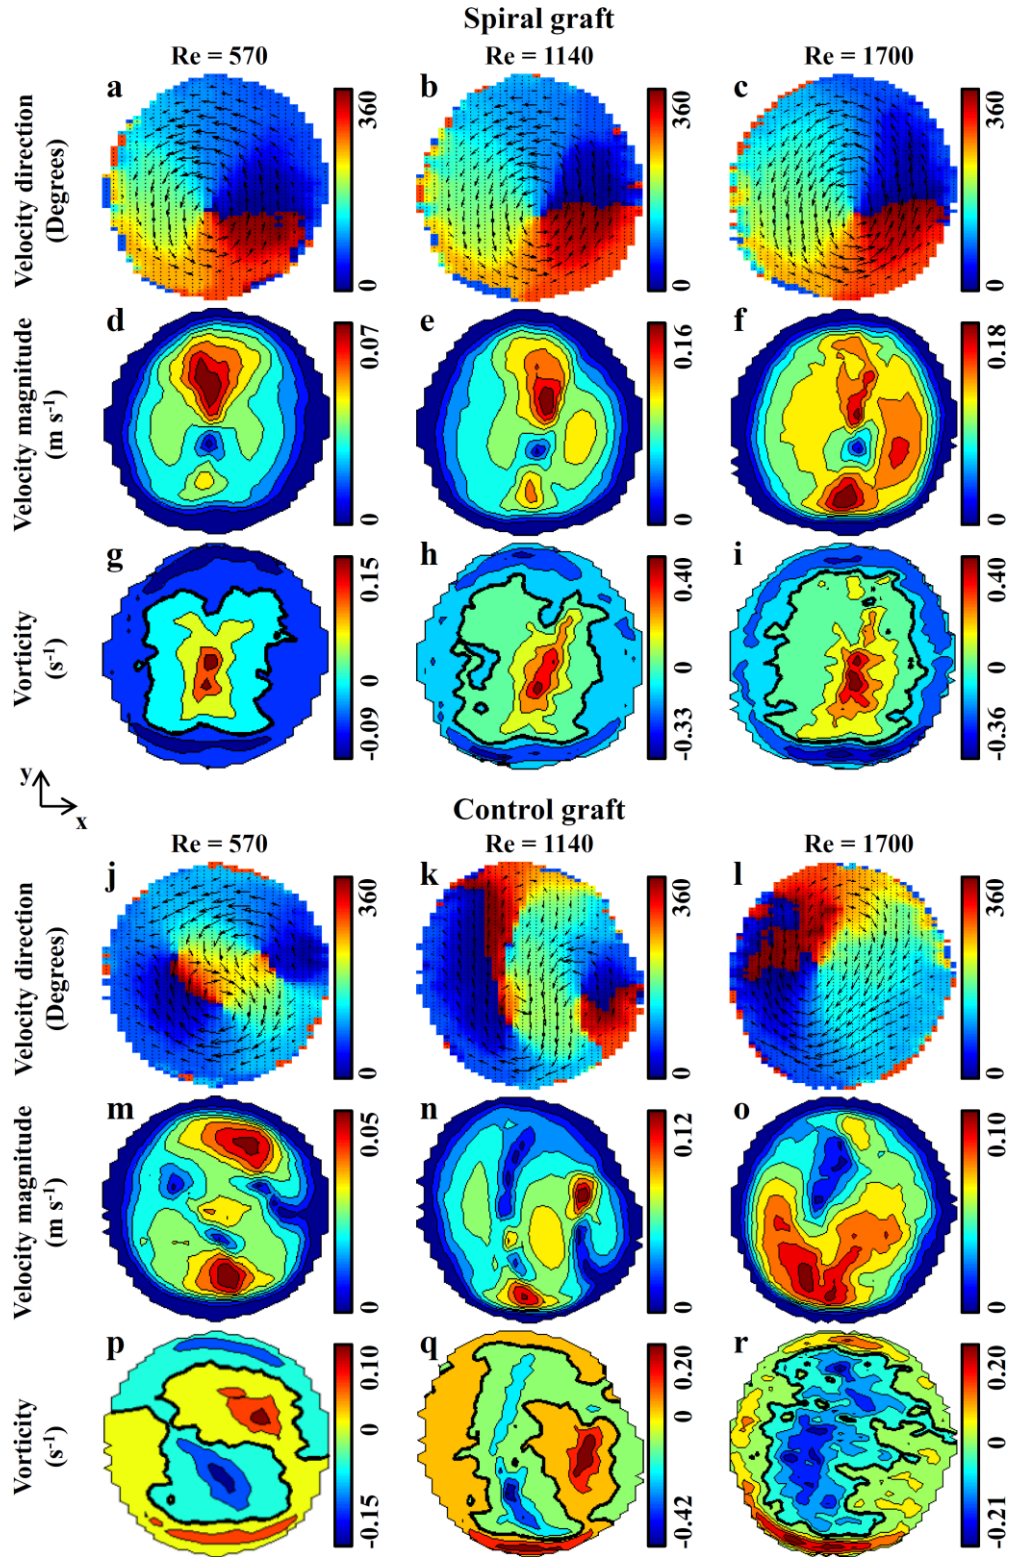 Spiral graft
Re = 570 Re = 1140 Re = 1700
Velocity direction
(Degrees)
a 360 0 b 360 0 c 360 0
Velocity magnitude
(m s-1)
d 0.07 0 e 0.16 0 f 0.18 0
Vorticity
(s-1)
g 0.15 0 -0.09 h 0.40 0 -0.33 i 0.40 0 -0.36
y
x
Control graft
Re = 570 Re = 1140 Re = 1700
Velocity direction
(Degrees)
j 360 0 k 360 0 l 360 0
Velocity magnitude
(m s-1)
m 0.05 0 n 0.12 0 o 0.10 0
Vorticity
(s-1)
p 0.10 0 -0.15 q 0.20 0 -0.42 r 0.20 0 -0.21